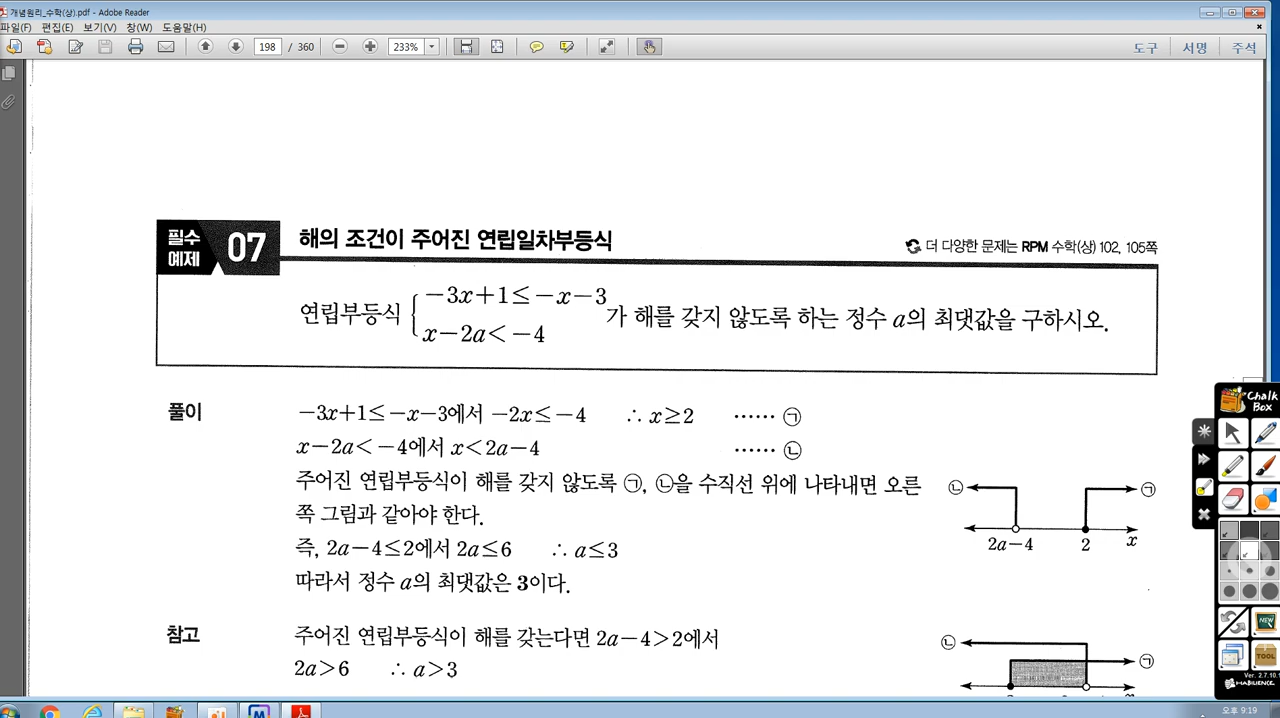 개념원리_수학(상).pdf - Adobe Reader
파일(F) 편집(E) 보기(V) 창(W) 도움말(H)
198 / 360 233% 도구 서명 주석
필수 예제 07 해의 조건이 주어진 연립일차부등식
더 다양한 문제는 RPM 수학(상) 102, 105쪽
연립부등식 { -3x+1≤-x-3
x-2a<-4 가 해를 갖지 않도록 하는 정수 a의 최댓값을 구하시오.
풀이 -3x+1≤-x-3에서 -2x≤-4 ∴ x≥2 …… ㉠
x-2a<-4에서 x<2a-4 …… ㉡
주어진 연립부등식이 해를 갖지 않도록 ㉠, ㉡을 수직선 위에 나타내면 오른
쪽 그림과 같아야 한다.
즉, 2a-4≤2에서 2a≤6 ∴ a≤3
따라서 정수 a의 최댓값은 3이다.
㉡ ㉠
2a-4 2 x
참고 주어진 연립부등식이 해를 갖는다면 2a-4>2에서
2a>6 ∴ a>3
㉡
㉠
Chalk Box
NEW
TOOL
Ver. 2.7.10
HABLIENCE
오후 9:19